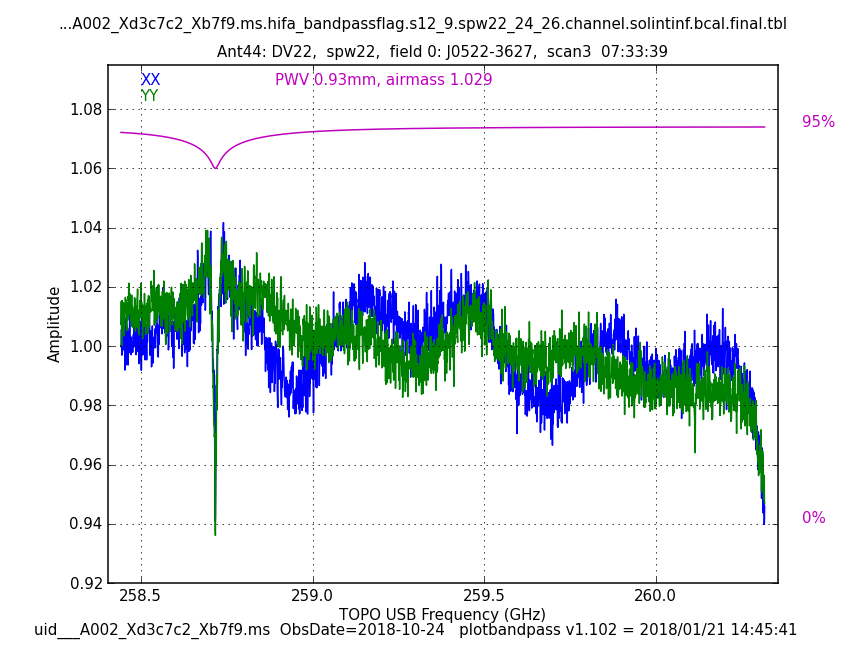 ...A002_Xd3c7c2_Xb7f9.ms.hifa_bandpassflag.s12_9.spw22_24_26.channel.solintinf.bcal.final.tbl
Ant44: DV22, spw22, field 0: J0522-3627, scan3 07:33:39
XX PWV 0.93mm, airmass 1.029
YY
1.08
95%
1.06
1.04
1.02
1.00
0.98
0.96
0.94
0%
0.92
Amplitude
258.5 259.0 259.5 260.0
TOPO USB Frequency (GHz)
uid___A002_Xd3c7c2_Xb7f9.ms ObsDate=2018-10-24 plotbandpass v1.102 = 2018/01/21 14:45:41